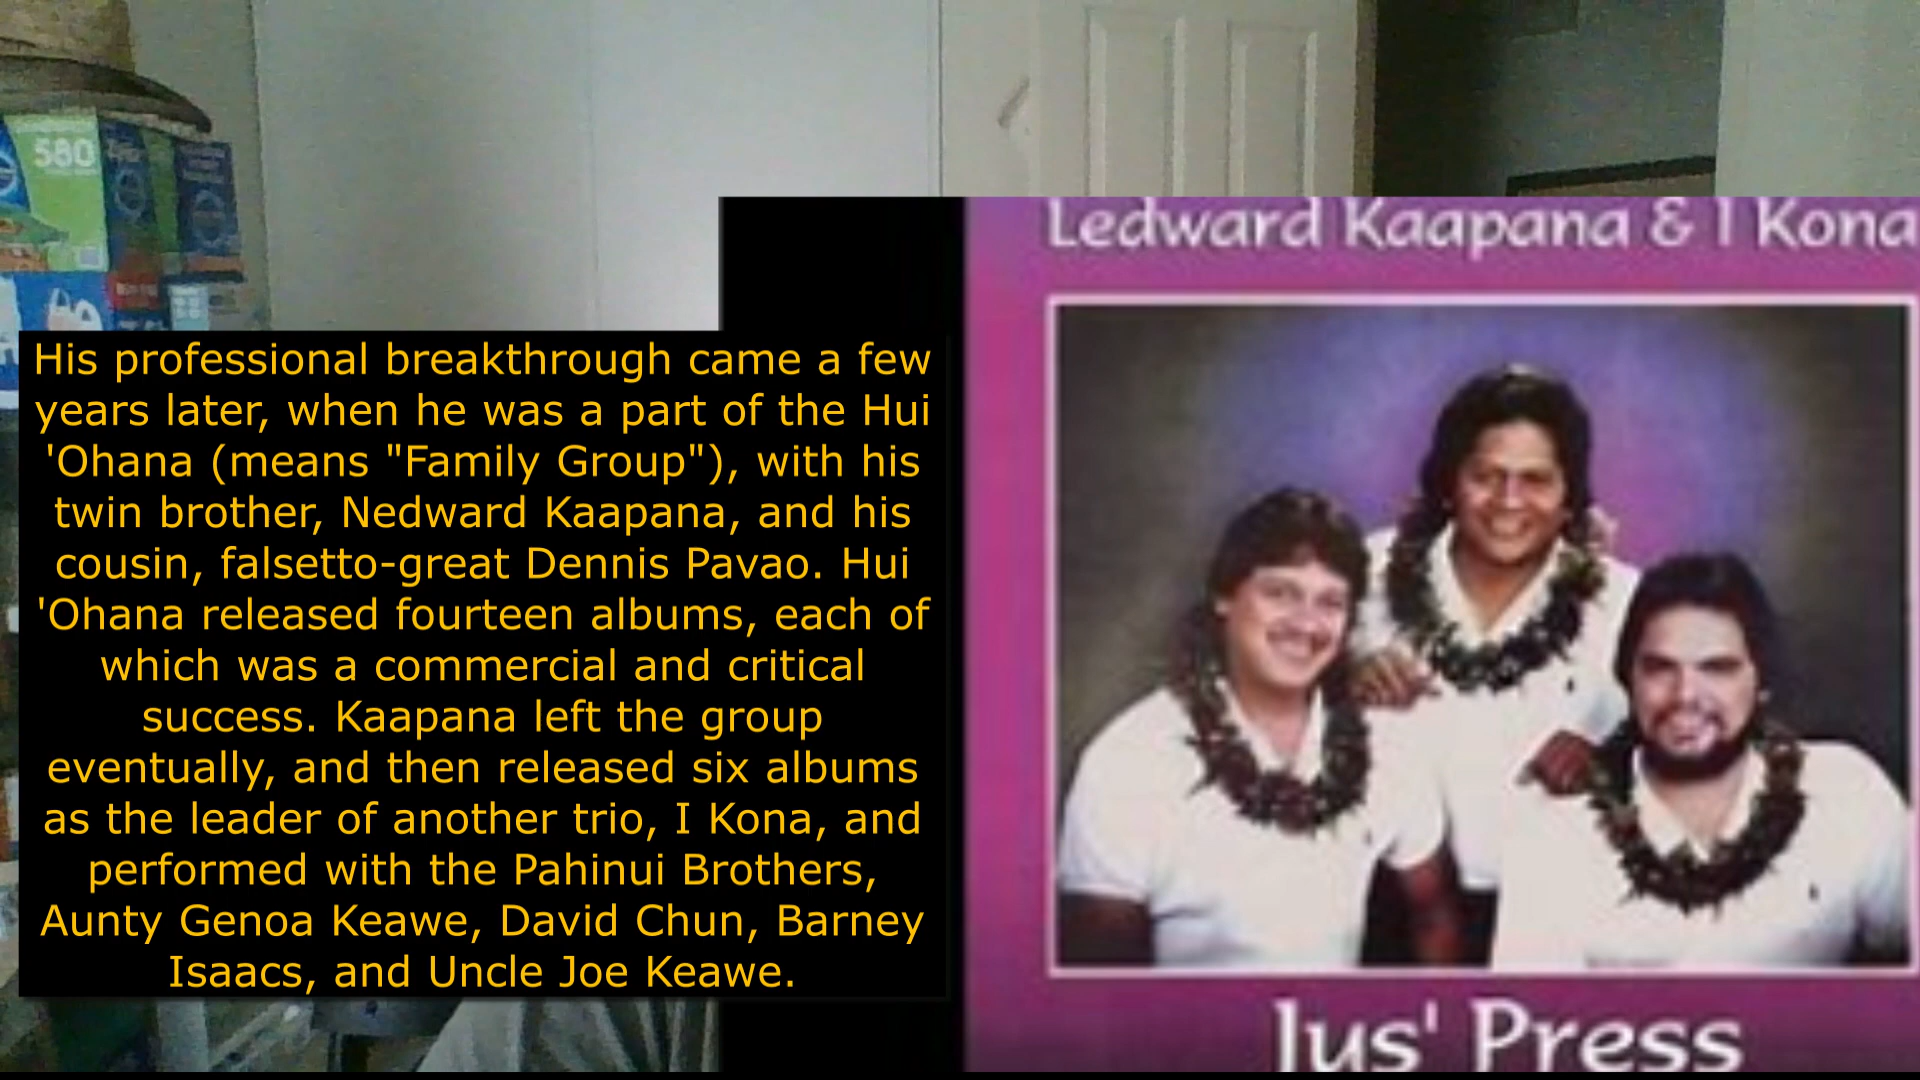 580
Ledward Kaapana & I Kona
His professional breakthrough came a few
years later, when he was a part of the Hui
'Ohana (means "Family Group"), with his
twin brother, Nedward Kaapana, and his
cousin, falsetto-great Dennis Pavao. Hui
'Ohana released fourteen albums, each of
which was a commercial and critical
success. Kaapana left the group
eventually, and then released six albums
as the leader of another trio, I Kona, and
performed with the Pahinui Brothers,
Aunty Genoa Keawe, David Chun, Barney
Isaacs, and Uncle Joe Keawe.
Jus' Press